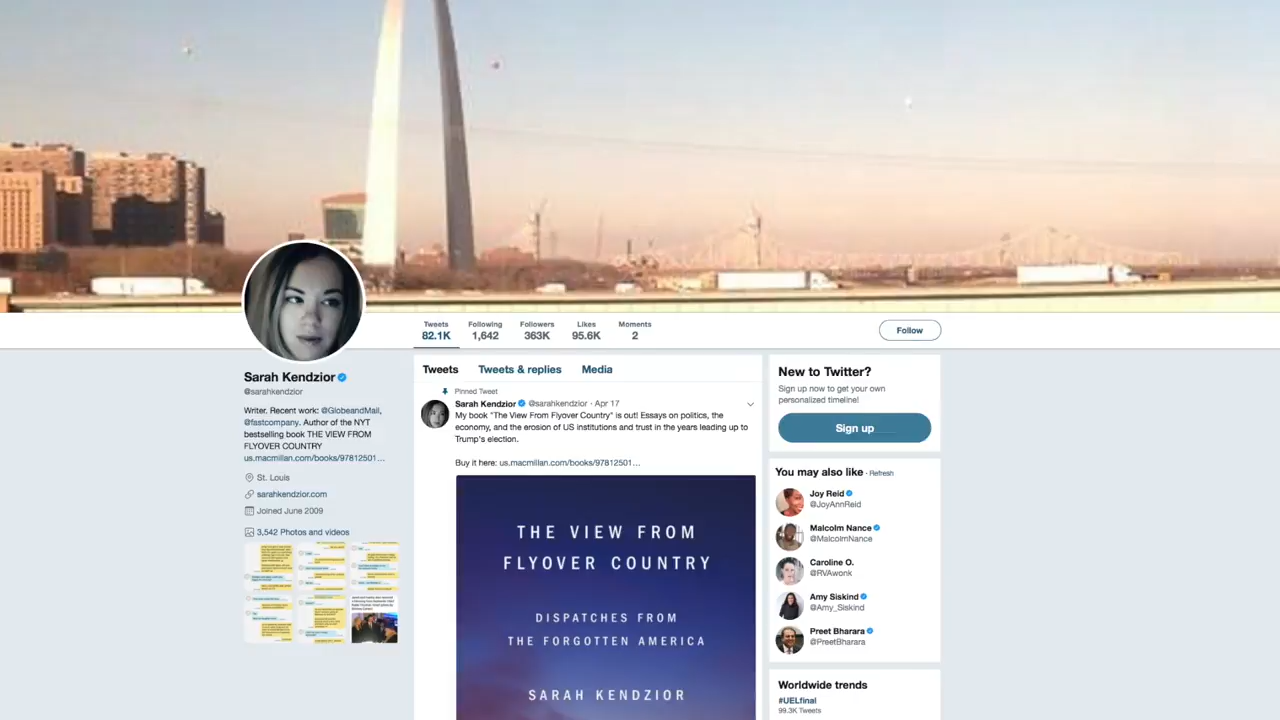 Tweets
82.1K
Following
1,642
Followers
363K
Likes
95.6K
Moments
2
Follow
Sarah Kendzior
@sarahkendzior
Writer. Recent work: @GlobeandMail,
@fastcompany. Author of the NYT
bestselling book THE VIEW FROM
FLYOVER COUNTRY
us.macmillan.com/books/97812501…
St. Louis
sarahkendzior.com
Joined June 2009
3,542 Photos and videos
Tweets Tweets & replies Media
Pinned Tweet
Sarah Kendzior @sarahkendzior · Apr 17
My book "The View From Flyover Country" is out! Essays on politics, the
economy, and the erosion of US institutions and trust in the years leading up to
Trump's election.
Buy it here: us.macmillan.com/books/97812501…
THE VIEW FROM
FLYOVER COUNTRY
DISPATCHES FROM
THE FORGOTTEN AMERICA
SARAH KENDZIOR
New to Twitter?
Sign up now to get your own
personalized timeline!
Sign up
You may also like · Refresh
Joy Reid
@JoyAnnReid
Malcolm Nance
@MalcolmNance
Caroline O.
@RVAwonk
Amy Siskind
@Amy_Siskind
Preet Bharara
@PreetBharara
Worldwide trends
#UELfinal
99.3K Tweets